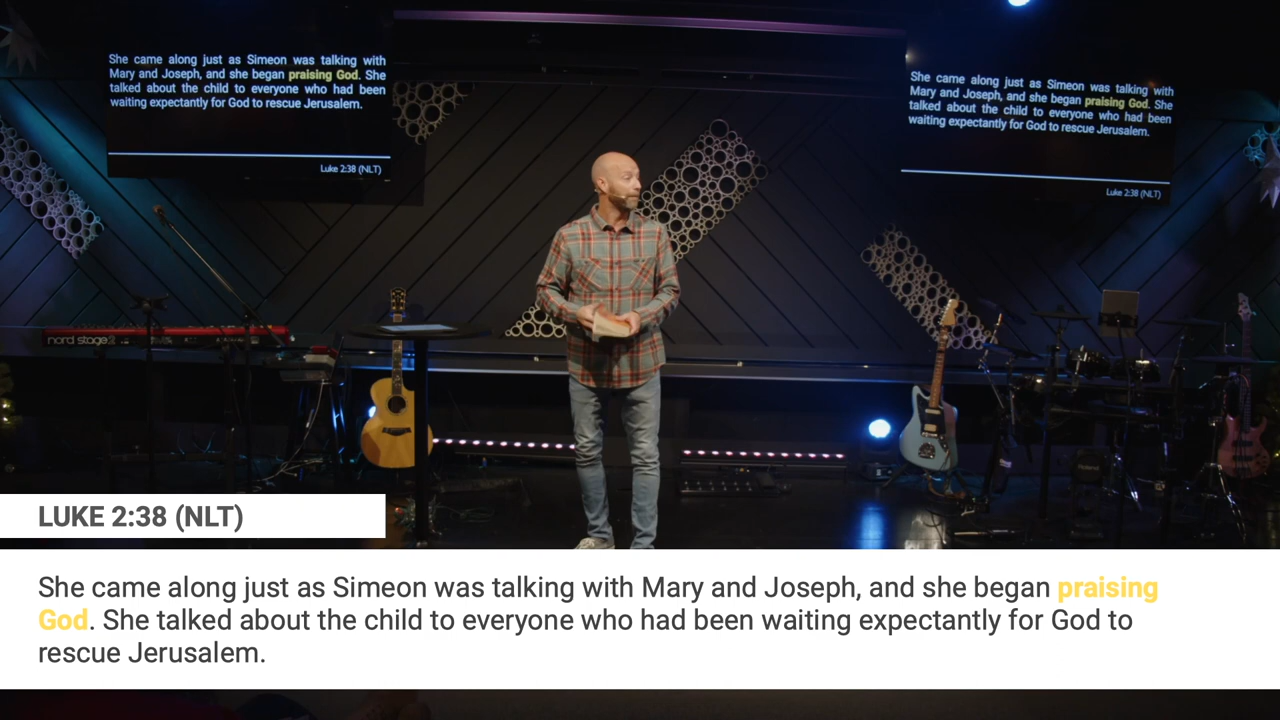 She came along just as Simeon was talking with
Mary and Joseph, and she began praising God. She
talked about the child to everyone who had been
waiting expectantly for God to rescue Jerusalem.
Luke 2:38 (NLT)
She came along just as Simeon was talking with
Mary and Joseph, and she began praising God. She
talked about the child to everyone who had been
waiting expectantly for God to rescue Jerusalem.
Luke 2:38 (NLT)
nord stage 2
Roland
LUKE 2:38 (NLT)
She came along just as Simeon was talking with Mary and Joseph, and she began praising
God. She talked about the child to everyone who had been waiting expectantly for God to
rescue Jerusalem.